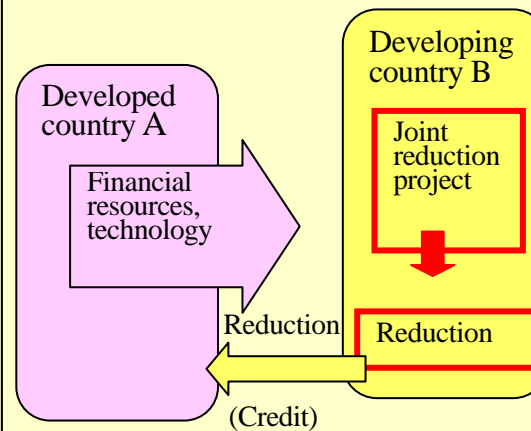 Developed
country A
Financial
resources,
technology
Developing
country B
Joint
reduction
project
Reduction
Reduction
(Credit)